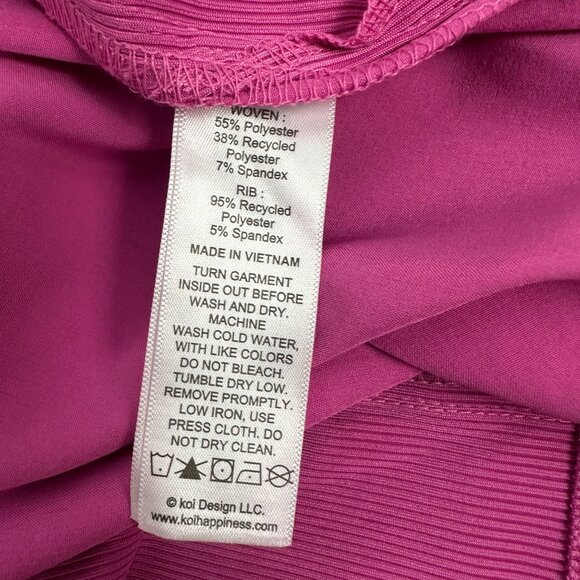 WOVEN :
55% Polyester
38% Recycled
Polyester
7% Spandex
RIB :
95% Recycled
Polyester
5% Spandex
MADE IN VIETNAM
TURN GARMENT
INSIDE OUT BEFORE
WASH AND DRY.
MACHINE
WASH COLD WATER,
WITH LIKE COLORS
DO NOT BLEACH.
TUMBLE DRY LOW.
REMOVE PROMPTLY.
LOW IRON, USE
PRESS CLOTH. DO
NOT DRY CLEAN.
© koi Design LLC.
www.koihappiness.com